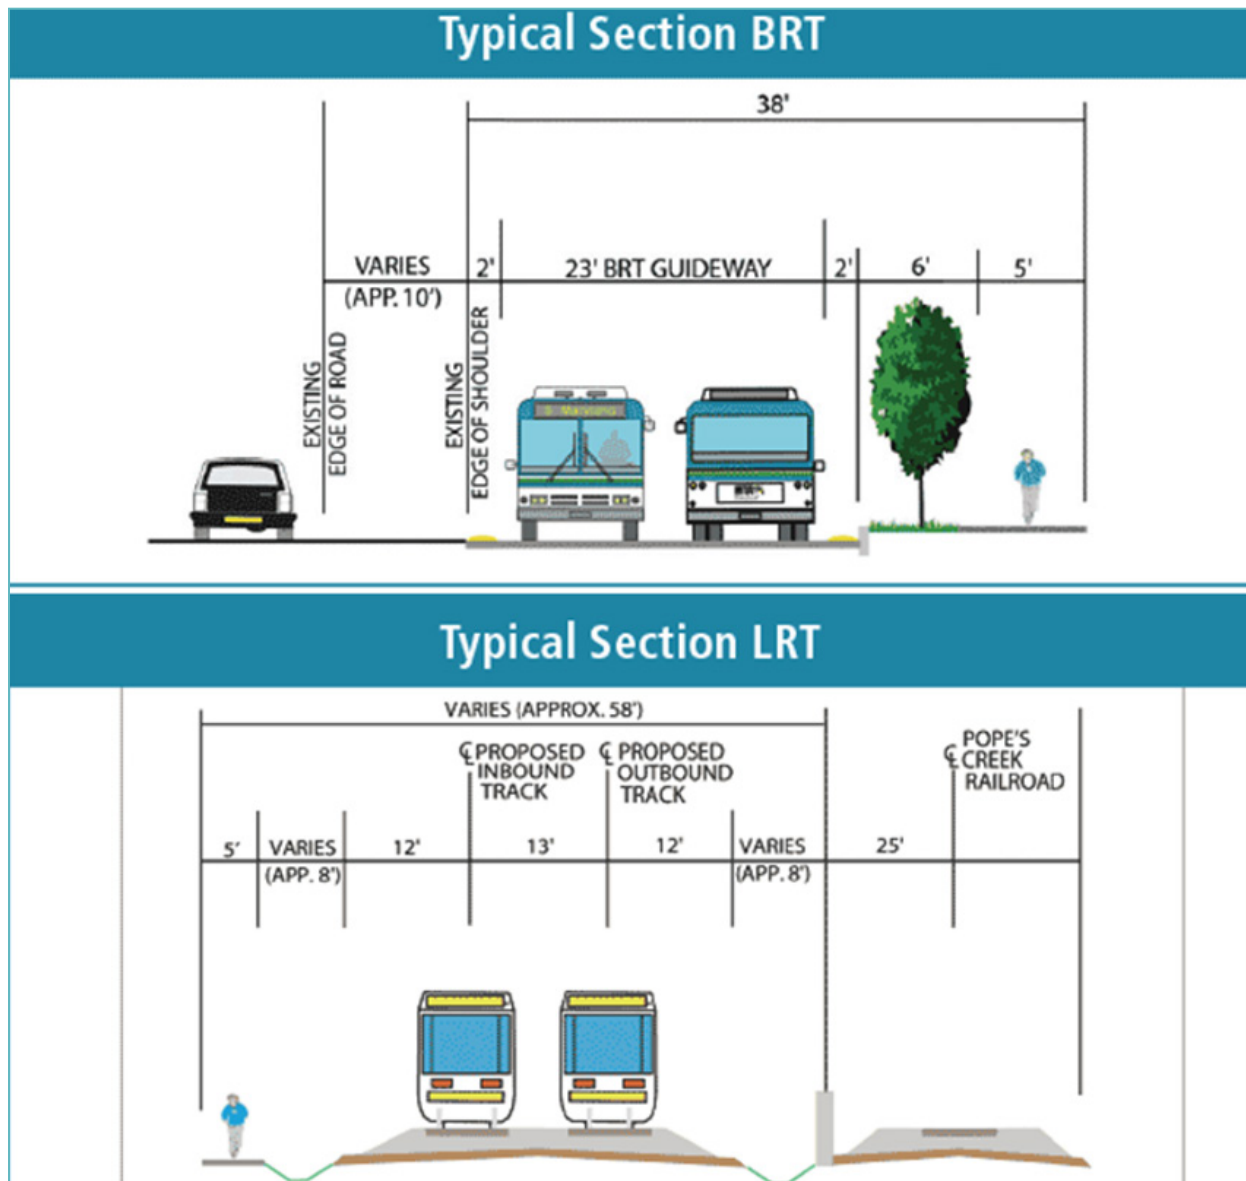 Typical Section BRT
38'
VARIES
(APP. 10')
2'
23' BRT GUIDEWAY
2'
6'
5'
EXISTING
EDGE OF ROAD
EXISTING
EDGE OF SHOULDER
Typical Section LRT
VARIES (APPROX. 58')
℄ PROPOSED
INBOUND
TRACK
℄ PROPOSED
OUTBOUND
TRACK
℄ POPE'S
CREEK
RAILROAD
5'
VARIES
(APP. 8')
12'
13'
12'
VARIES
(APP. 8')
25'